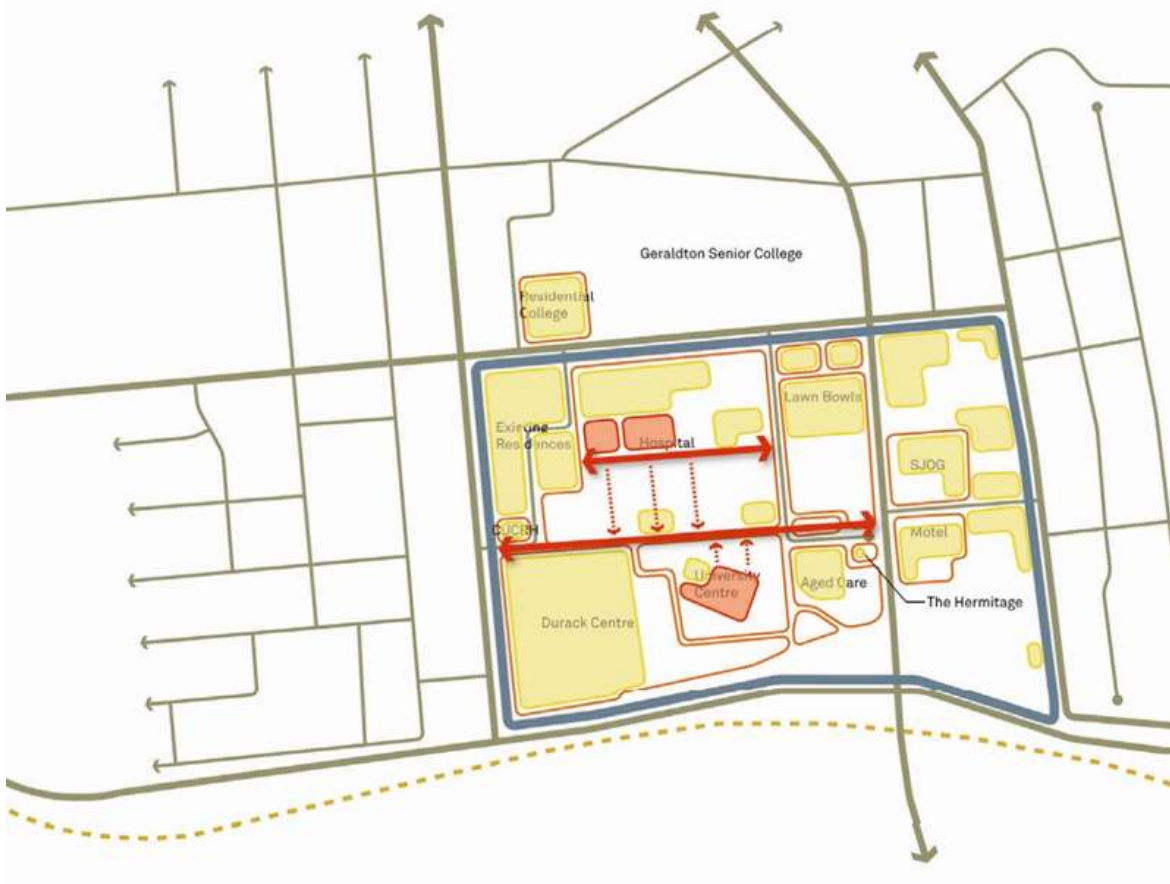 Geraldton Senior College
Residential
College
Lawn Bowls
Existing
Residences
Hospital
SJOG
CUCRH
Motel
University
Centre
Aged Care
The Hermitage
Durack Centre